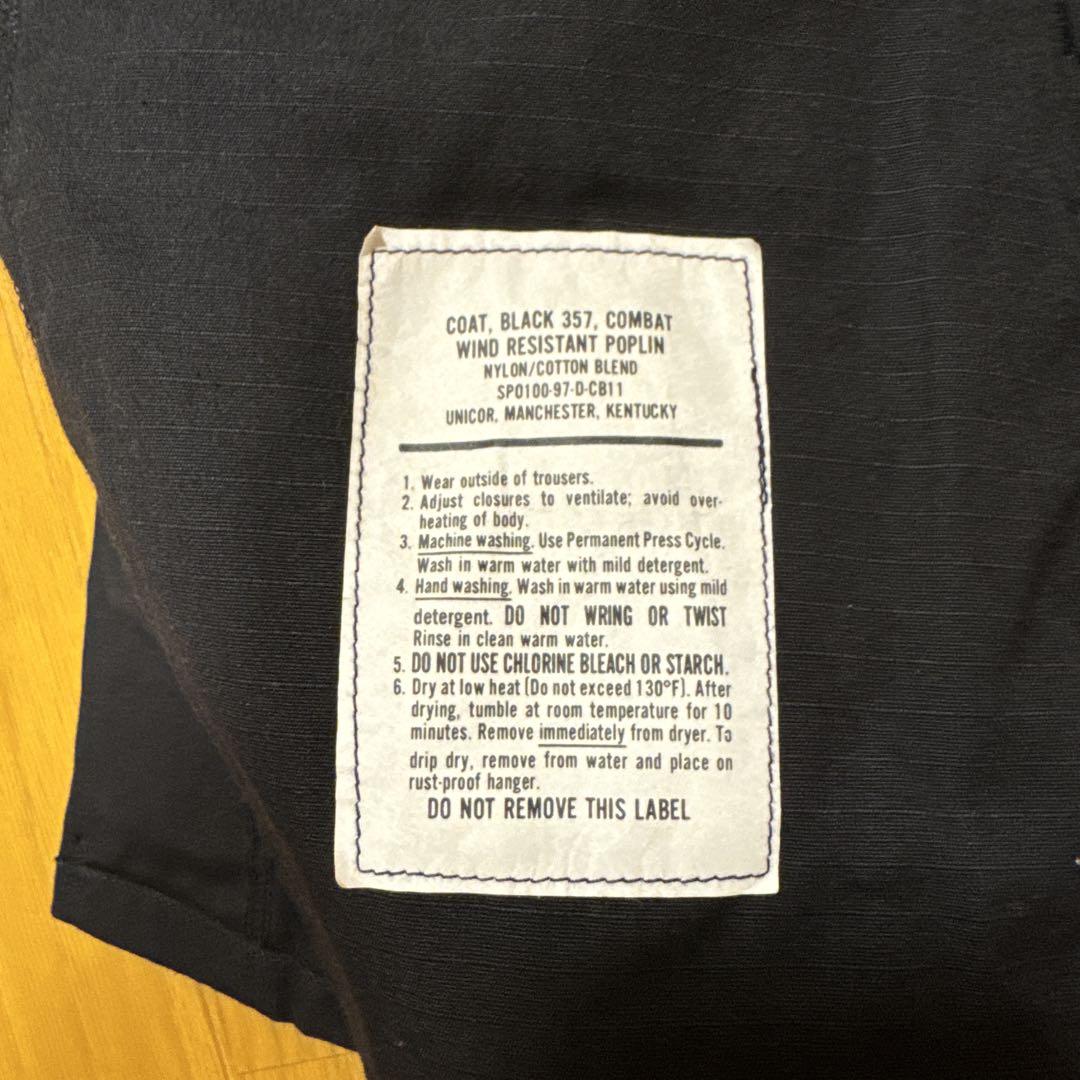 COAT, BLACK 357, COMBAT
WIND RESISTANT POPLIN
NYLON/COTTON BLEND
SPO100-97-D-CB11
UNICOR, MANCHESTER, KENTUCKY
1. Wear outside of trousers.
2. Adjust closures to ventilate; avoid over-
heating of body.
3. Machine washing. Use Permanent Press Cycle.
Wash in warm water with mild detergent.
4. Hand washing. Wash in warm water using mild
detergent. DO NOT WRING OR TWIST
Rinse in clean warm water.
5. DO NOT USE CHLORINE BLEACH OR STARCH.
6. Dry at low heat (Do not exceed 130°F). After
drying, tumble at room temperature for 10
minutes. Remove immediately from dryer. To
drip dry, remove from water and place on
rust-proof hanger.
DO NOT REMOVE THIS LABEL